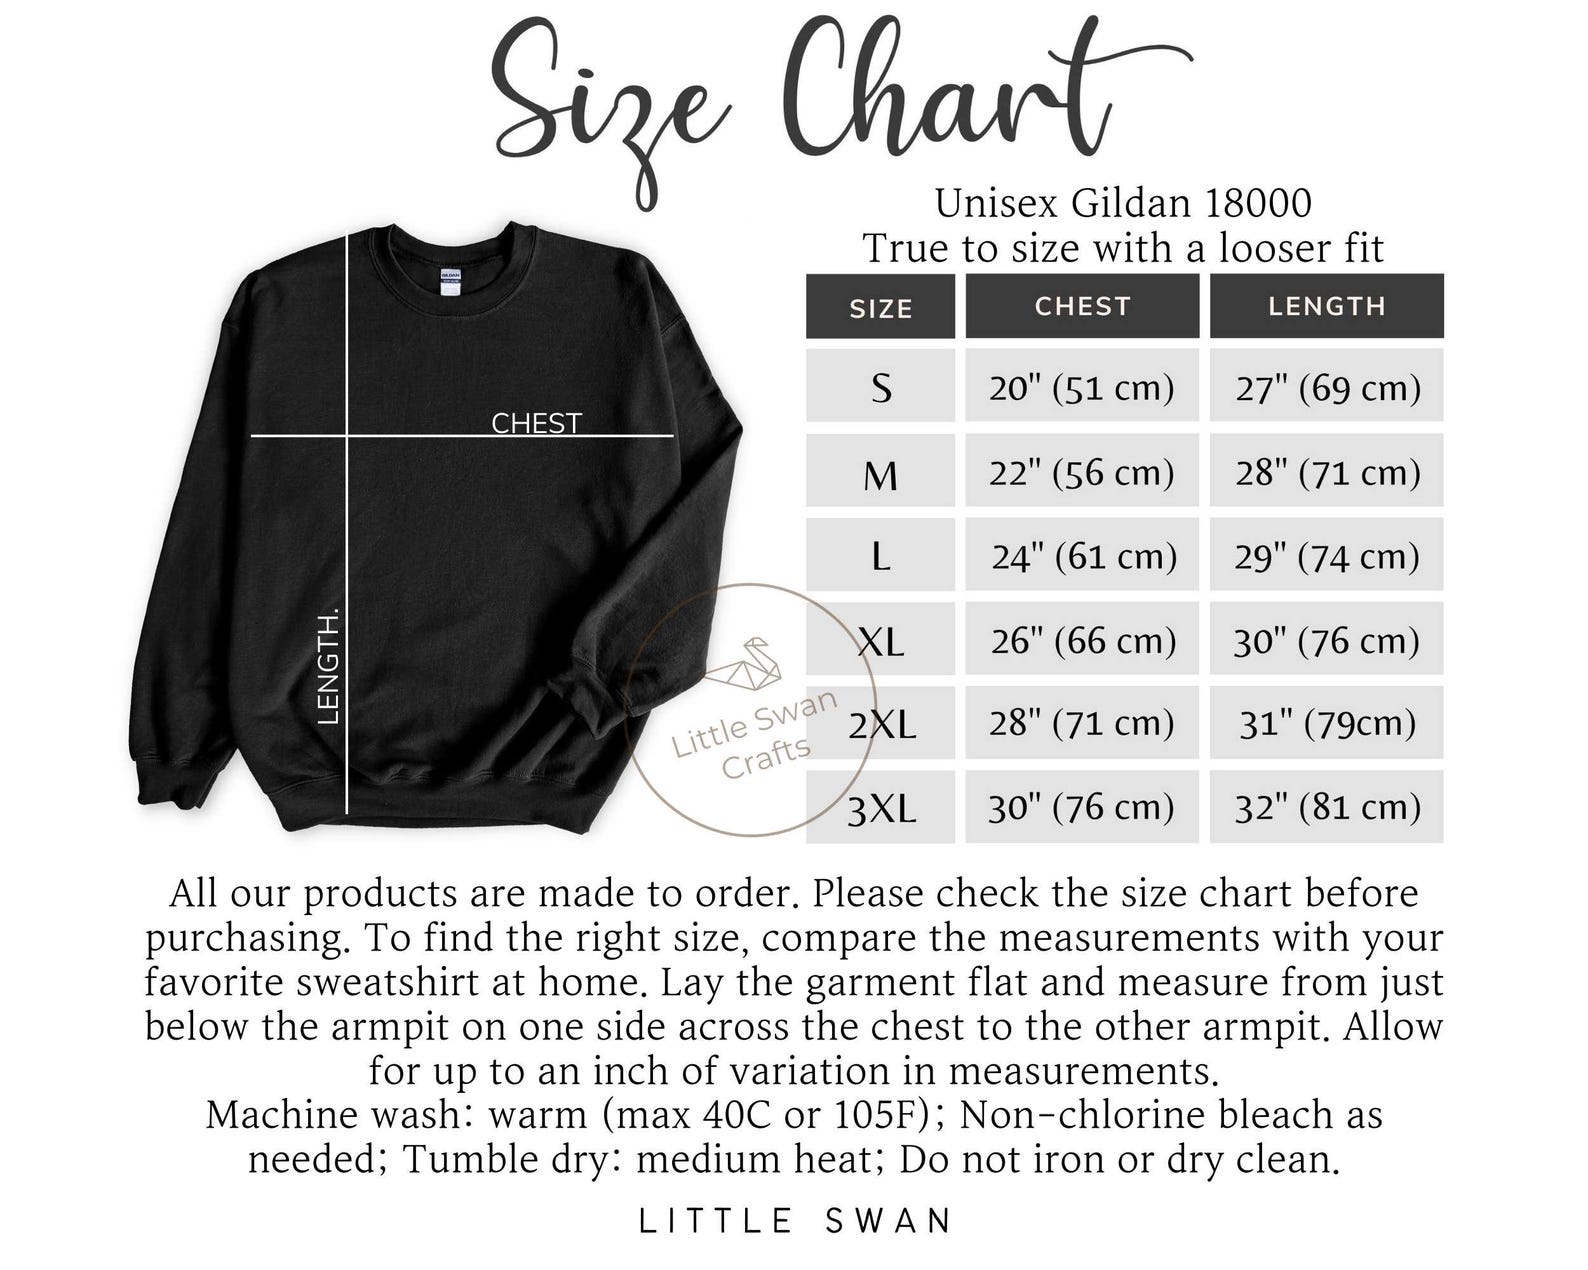 Size Chart
Unisex Gildan 18000
True to size with a looser fit
SIZE CHEST LENGTH
S 20" (51 cm) 27" (69 cm)
M 22" (56 cm) 28" (71 cm)
L 24" (61 cm) 29" (74 cm)
XL 26" (66 cm) 30" (76 cm)
2XL 28" (71 cm) 31" (79cm)
3XL 30" (76 cm) 32" (81 cm)
GILDAN
CHEST
LENGTH.
Little Swan
Crafts
All our products are made to order. Please check the size chart before
purchasing. To find the right size, compare the measurements with your
favorite sweatshirt at home. Lay the garment flat and measure from just
below the armpit on one side across the chest to the other armpit. Allow
for up to an inch of variation in measurements.
Machine wash: warm (max 40C or 105F); Non-chlorine bleach as
needed; Tumble dry: medium heat; Do not iron or dry clean.
LITTLE SWAN